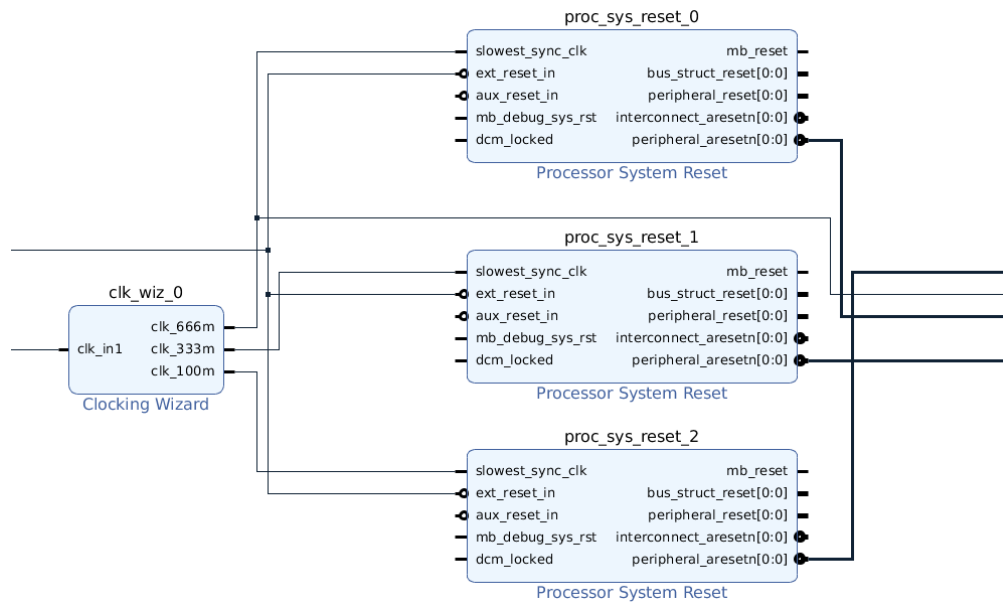 proc_sys_reset_0
slowest_sync_clk mb_reset
ext_reset_in bus_struct_reset[0:0]
aux_reset_in peripheral_reset[0:0]
mb_debug_sys_rst interconnect_aresetn[0:0]
dcm_locked peripheral_aresetn[0:0]
Processor System Reset
proc_sys_reset_1
slowest_sync_clk mb_reset
ext_reset_in bus_struct_reset[0:0]
aux_reset_in peripheral_reset[0:0]
mb_debug_sys_rst interconnect_aresetn[0:0]
dcm_locked peripheral_aresetn[0:0]
Processor System Reset
clk_wiz_0
clk_666m
clk_in1 clk_333m
clk_100m
Clocking Wizard
proc_sys_reset_2
slowest_sync_clk mb_reset
ext_reset_in bus_struct_reset[0:0]
aux_reset_in peripheral_reset[0:0]
mb_debug_sys_rst interconnect_aresetn[0:0]
dcm_locked peripheral_aresetn[0:0]
Processor System Reset